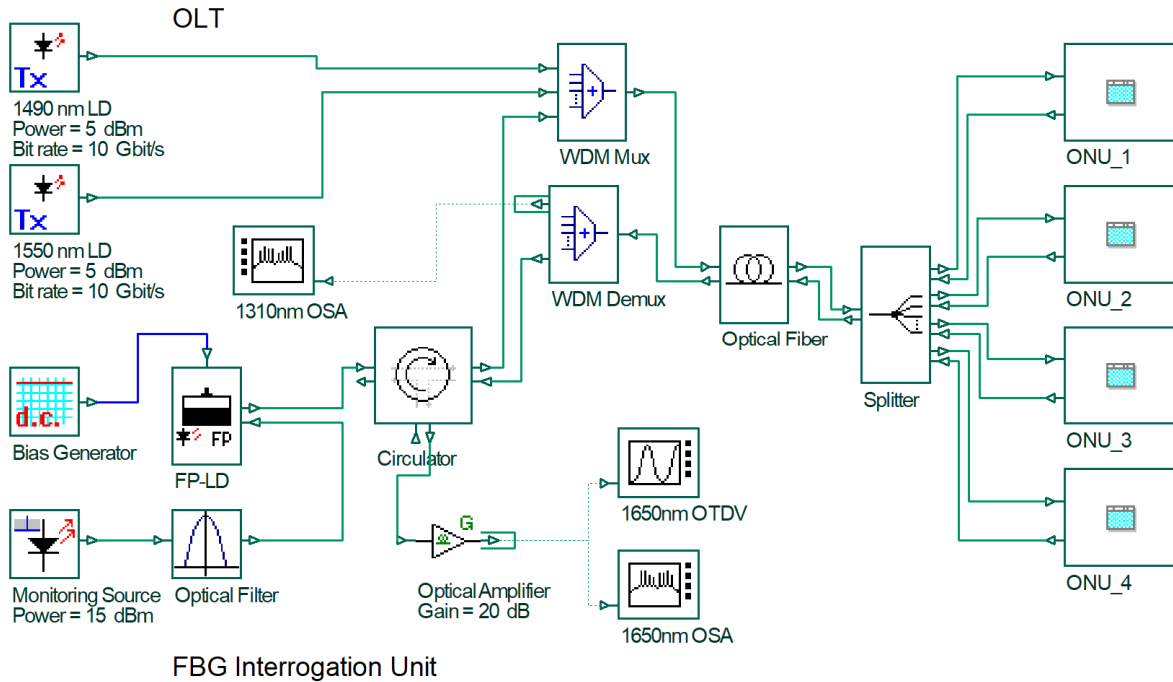 OLT
Tx
1490 nm LD
Power = 5 dBm
Bit rate = 10 Gbit/s
WDM Mux
ONU_1
Tx
1550 nm LD
Power = 5 dBm
Bit rate = 10 Gbit/s
1310nm OSA
WDM Demux
Optical Fiber
ONU_2
d.c.
Bias Generator
FP
FP-LD
Circulator
Splitter
ONU_3
1650nm OTDV
Monitoring Source
Power = 15 dBm
Optical Filter
G
Optical Amplifier
Gain = 20 dB
1650nm OSA
ONU_4
FBG Interrogation Unit